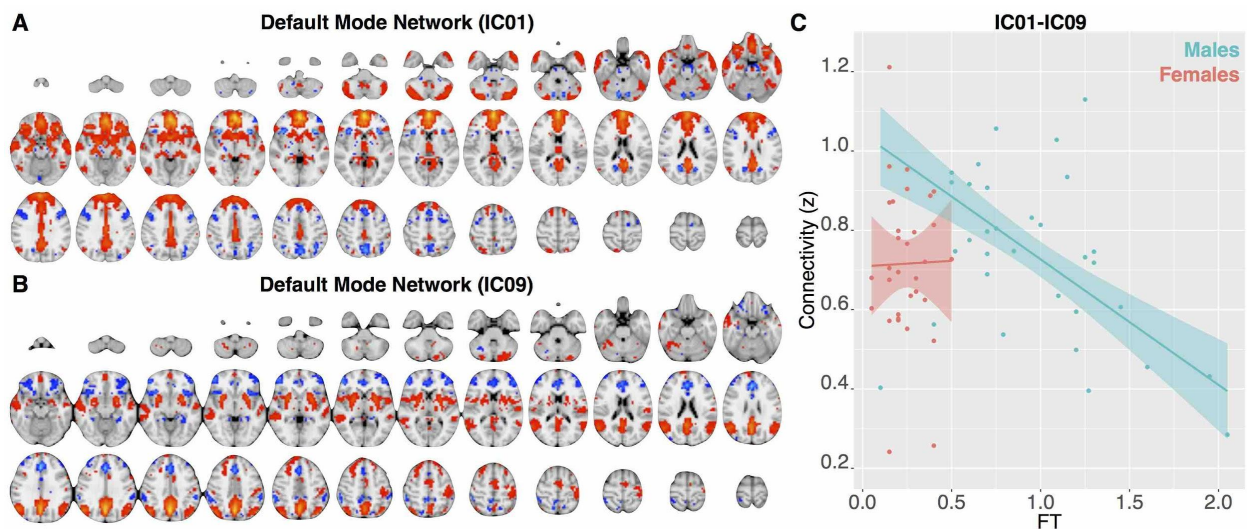 A
Default Mode Network (IC01)
B
Default Mode Network (IC09)
C
IC01-IC09
Males
Females
Connectivity (z)
1.2
1.0
0.8
0.6
0.4
0.2
0.0
0.5
1.0
1.5
2.0
FT